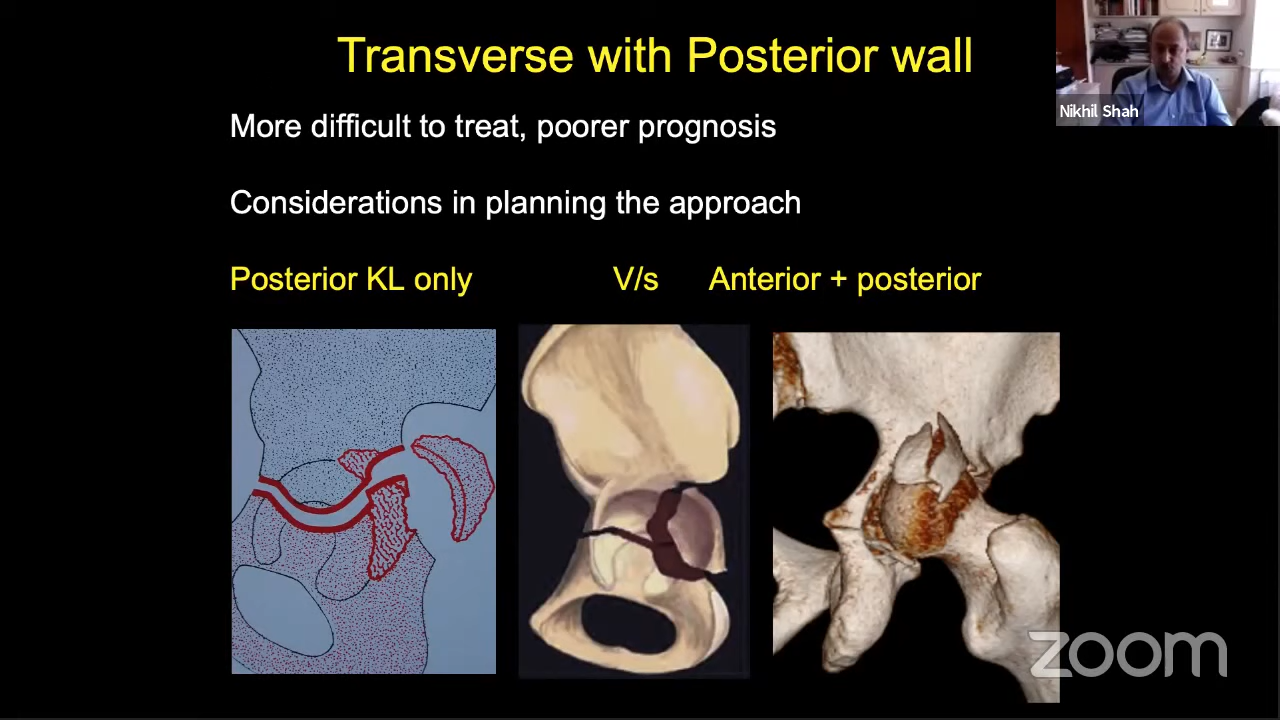 Transverse with Posterior wall
Nikhil Shah
More difficult to treat, poorer prognosis
Considerations in planning the approach
Posterior KL only V/s Anterior + posterior
zoom